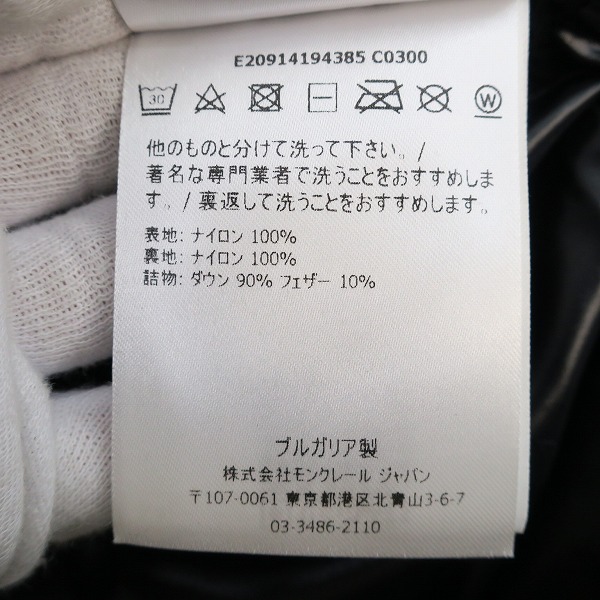 E20914194385 C0300
30 W
他のものと分けて洗って下さい。/
著名な専門業者で洗うことをおすすめしま
す。/ 裏返して洗うことをおすすめします。
表地: ナイロン 100%
裏地: ナイロン 100%
詰物: ダウン 90% フェザー 10%
ブルガリア製
株式会社モンクレール ジャパン
〒107-0061 東京都港区北青山3-6-7
03-3486-2110